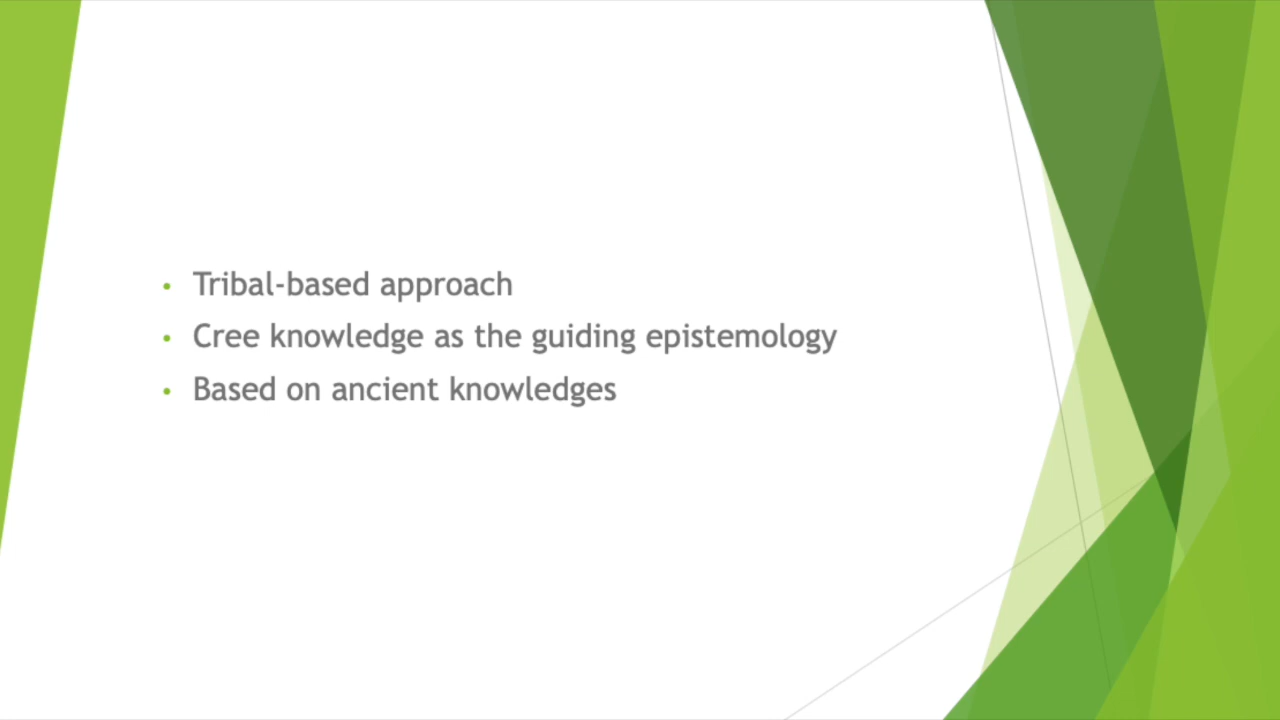 • Tribal-based approach
• Cree knowledge as the guiding epistemology
• Based on ancient knowledges